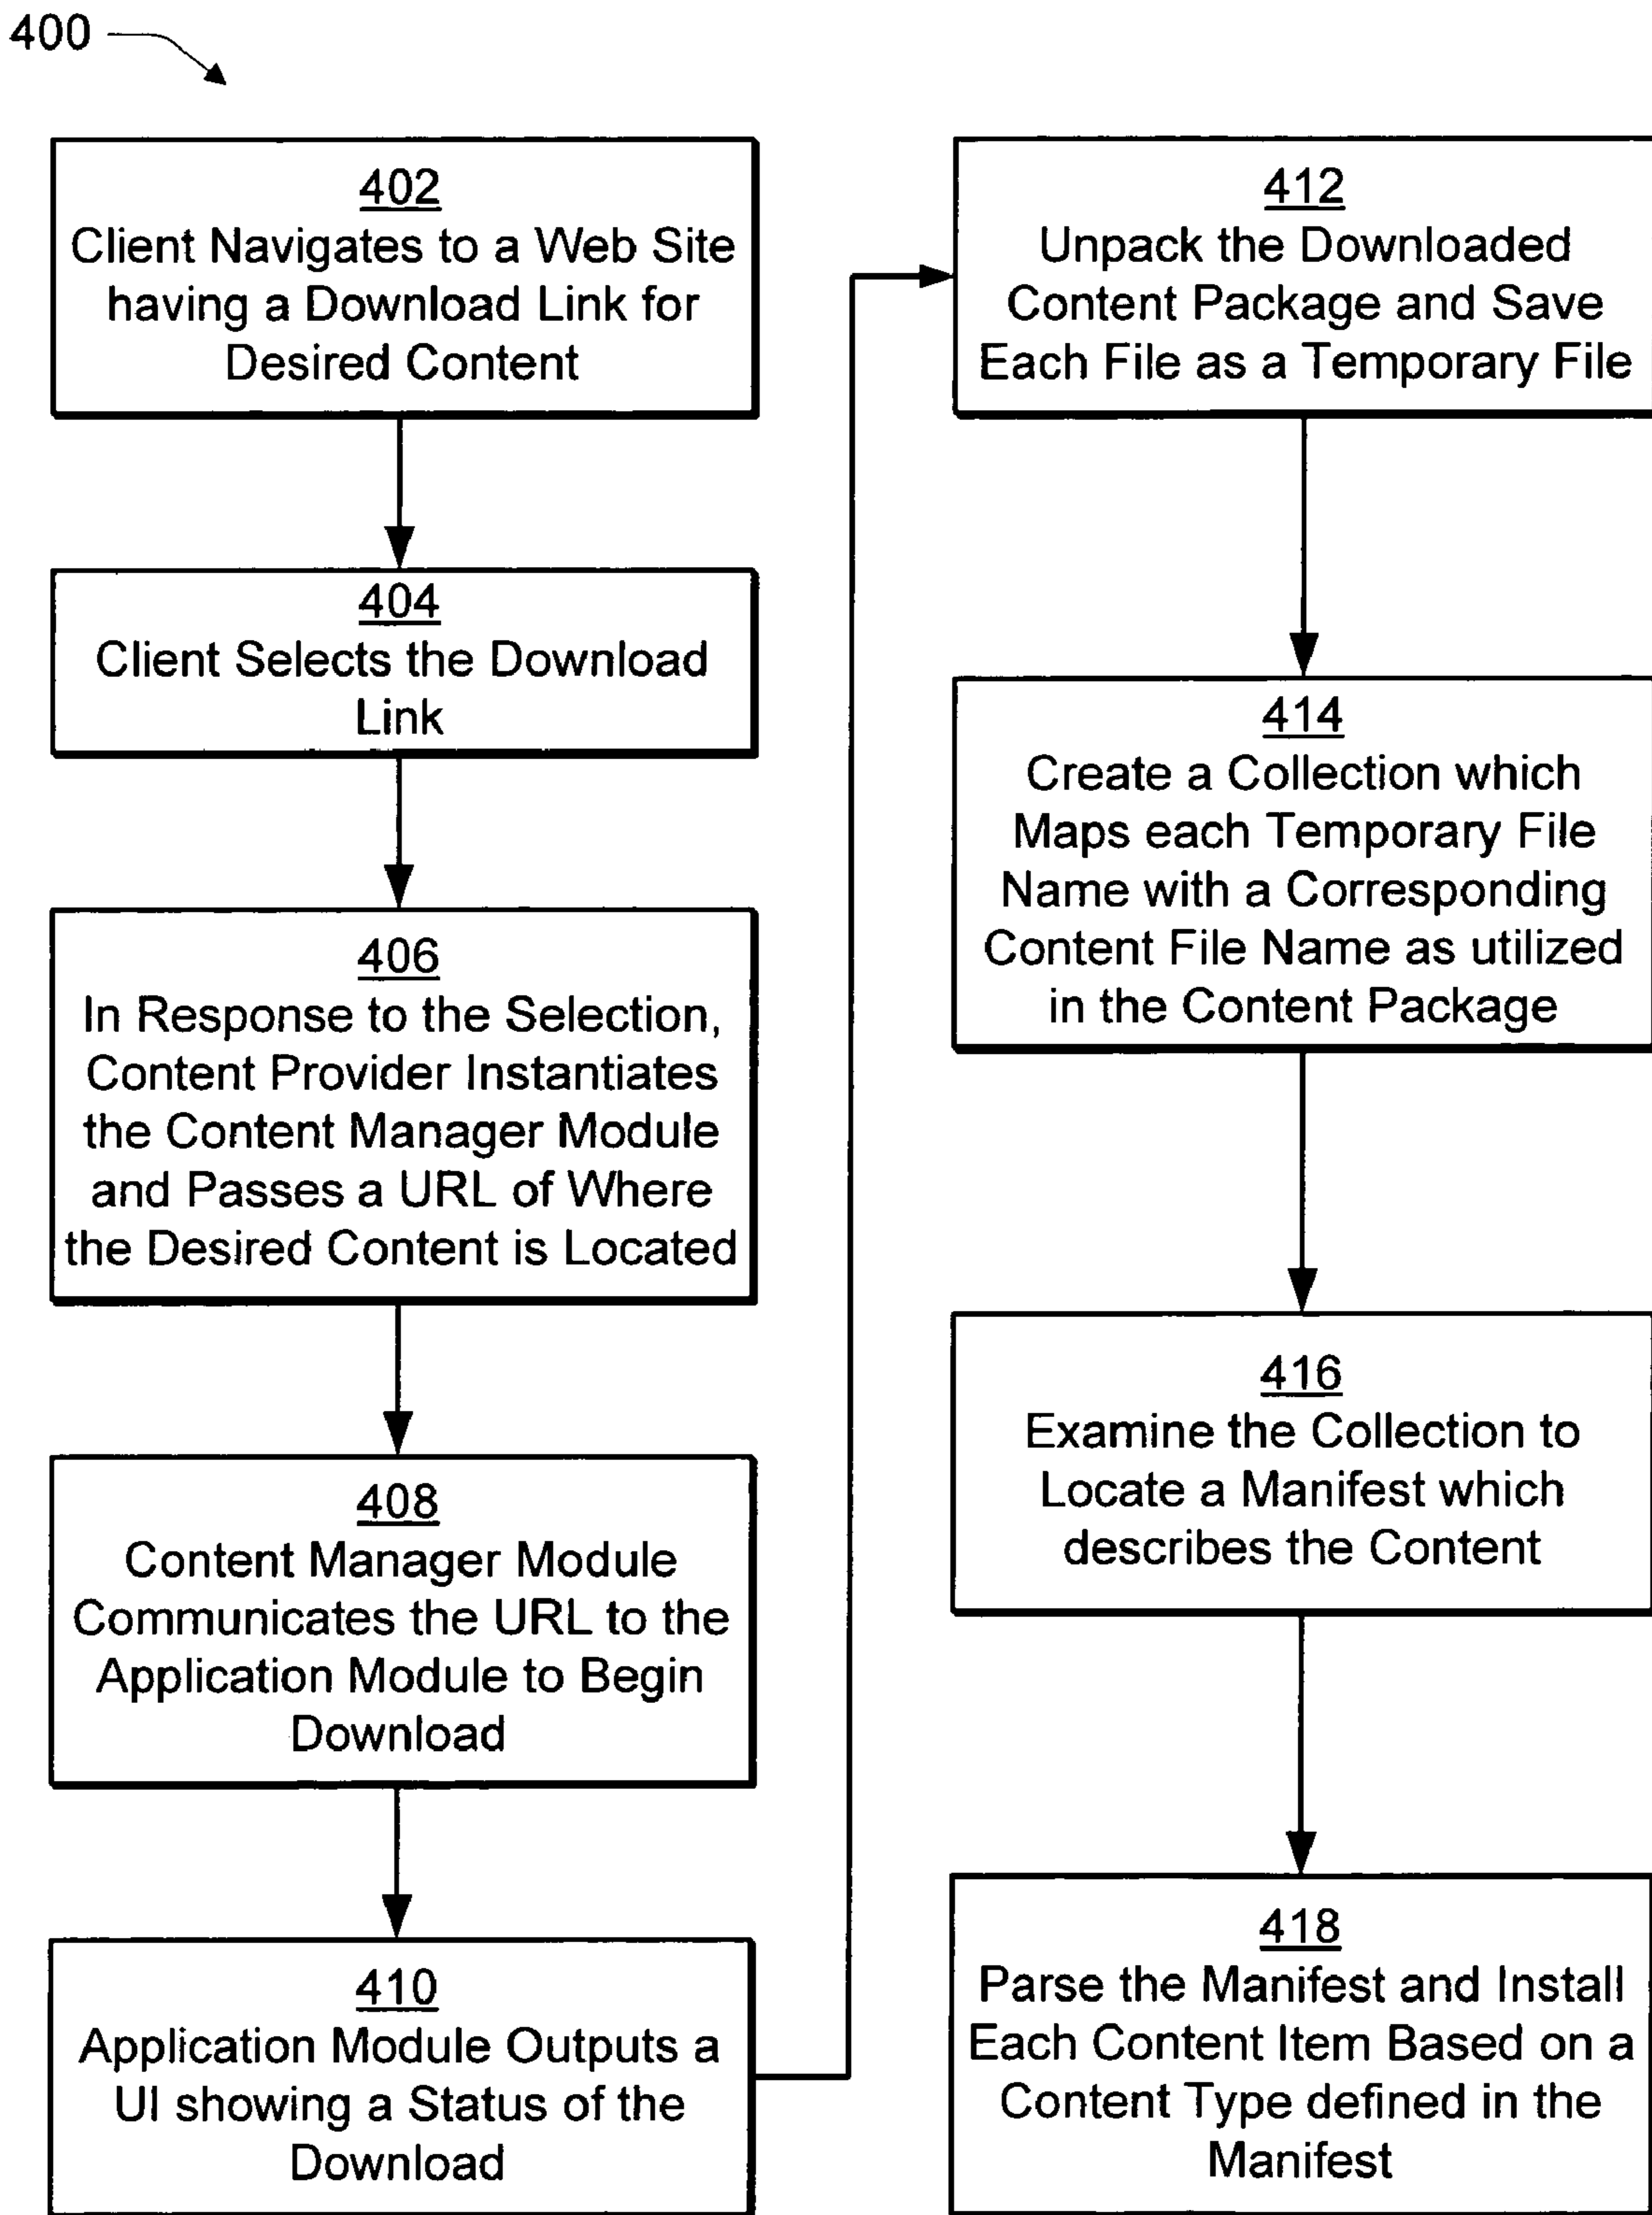 400
402
Client Navigates to a Web Site
having a Download Link for
Desired Content
404
Client Selects the Download
Link
406
In Response to the Selection,
Content Provider Instantiates
the Content Manager Module
and Passes a URL of Where
the Desired Content is Located
408
Content Manager Module
Communicates the URL to the
Application Module to Begin
Download
410
Application Module Outputs a
UI showing a Status of the
Download
412
Unpack the Downloaded
Content Package and Save
Each File as a Temporary File
414
Create a Collection which
Maps each Temporary File
Name with a Corresponding
Content File Name as utilized
in the Content Package
416
Examine the Collection to
Locate a Manifest which
describes the Content
418
Parse the Manifest and Install
Each Content Item Based on a
Content Type defined in the
Manifest